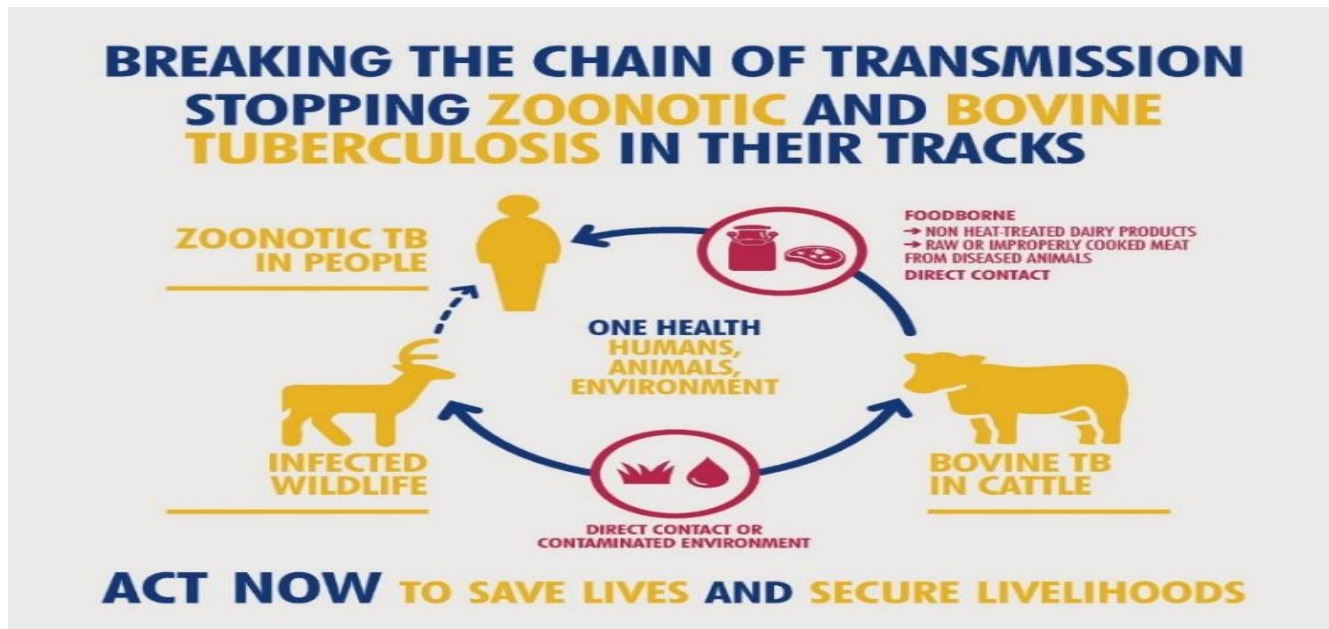 BREAKING THE CHAIN OF TRANSMISSION
STOPPING ZOONOTIC AND BOVINE
TUBERCULOSIS IN THEIR TRACKS
ZOONOTIC TB
IN PEOPLE
FOODBORNE
→ NON HEAT-TREATED DAIRY PRODUCTS
→ RAW OR IMPROPERLY COOKED MEAT
FROM DISEASED ANIMALS
DIRECT CONTACT
ONE HEALTH
HUMANS,
ANIMALS,
ENVIRONMENT
INFECTED
WILDLIFE
BOVINE TB
IN CATTLE
DIRECT CONTACT OR
CONTAMINATED ENVIRONMENT
ACT NOW TO SAVE LIVES AND SECURE LIVELIHOODS